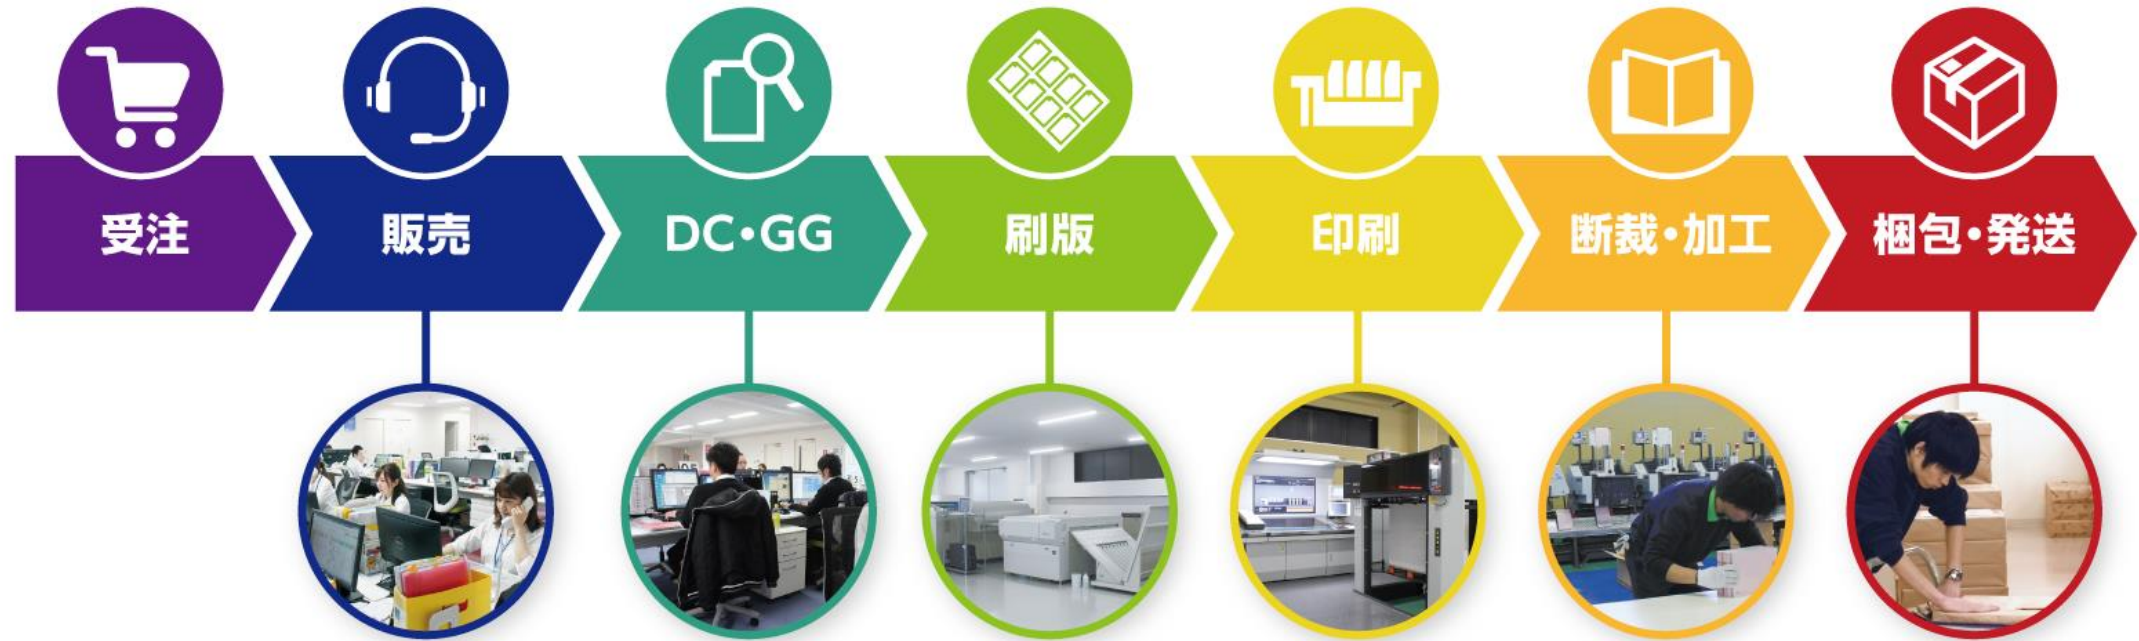 受注
販売
DC・GG
刷版
印刷
断裁・加工
梱包・発送